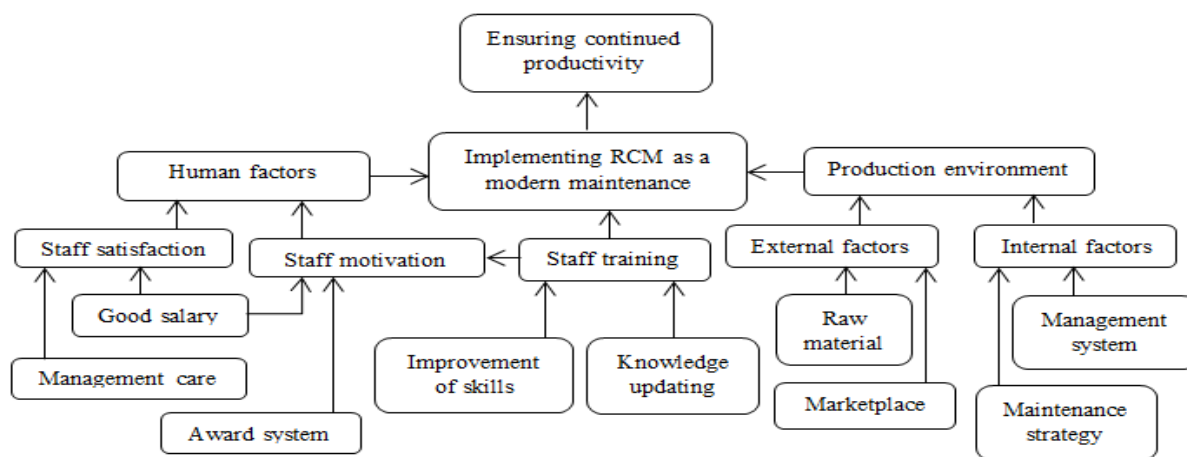 Ensuring continued
productivity
Human factors
Implementing RCM as a
modern maintenance
Production environment
Staff satisfaction
Staff motivation
Staff training
External factors
Internal factors
Good salary
Management care
Award system
Improvement
of skills
Knowledge
updating
Raw
material
Marketplace
Management
system
Maintenance
strategy